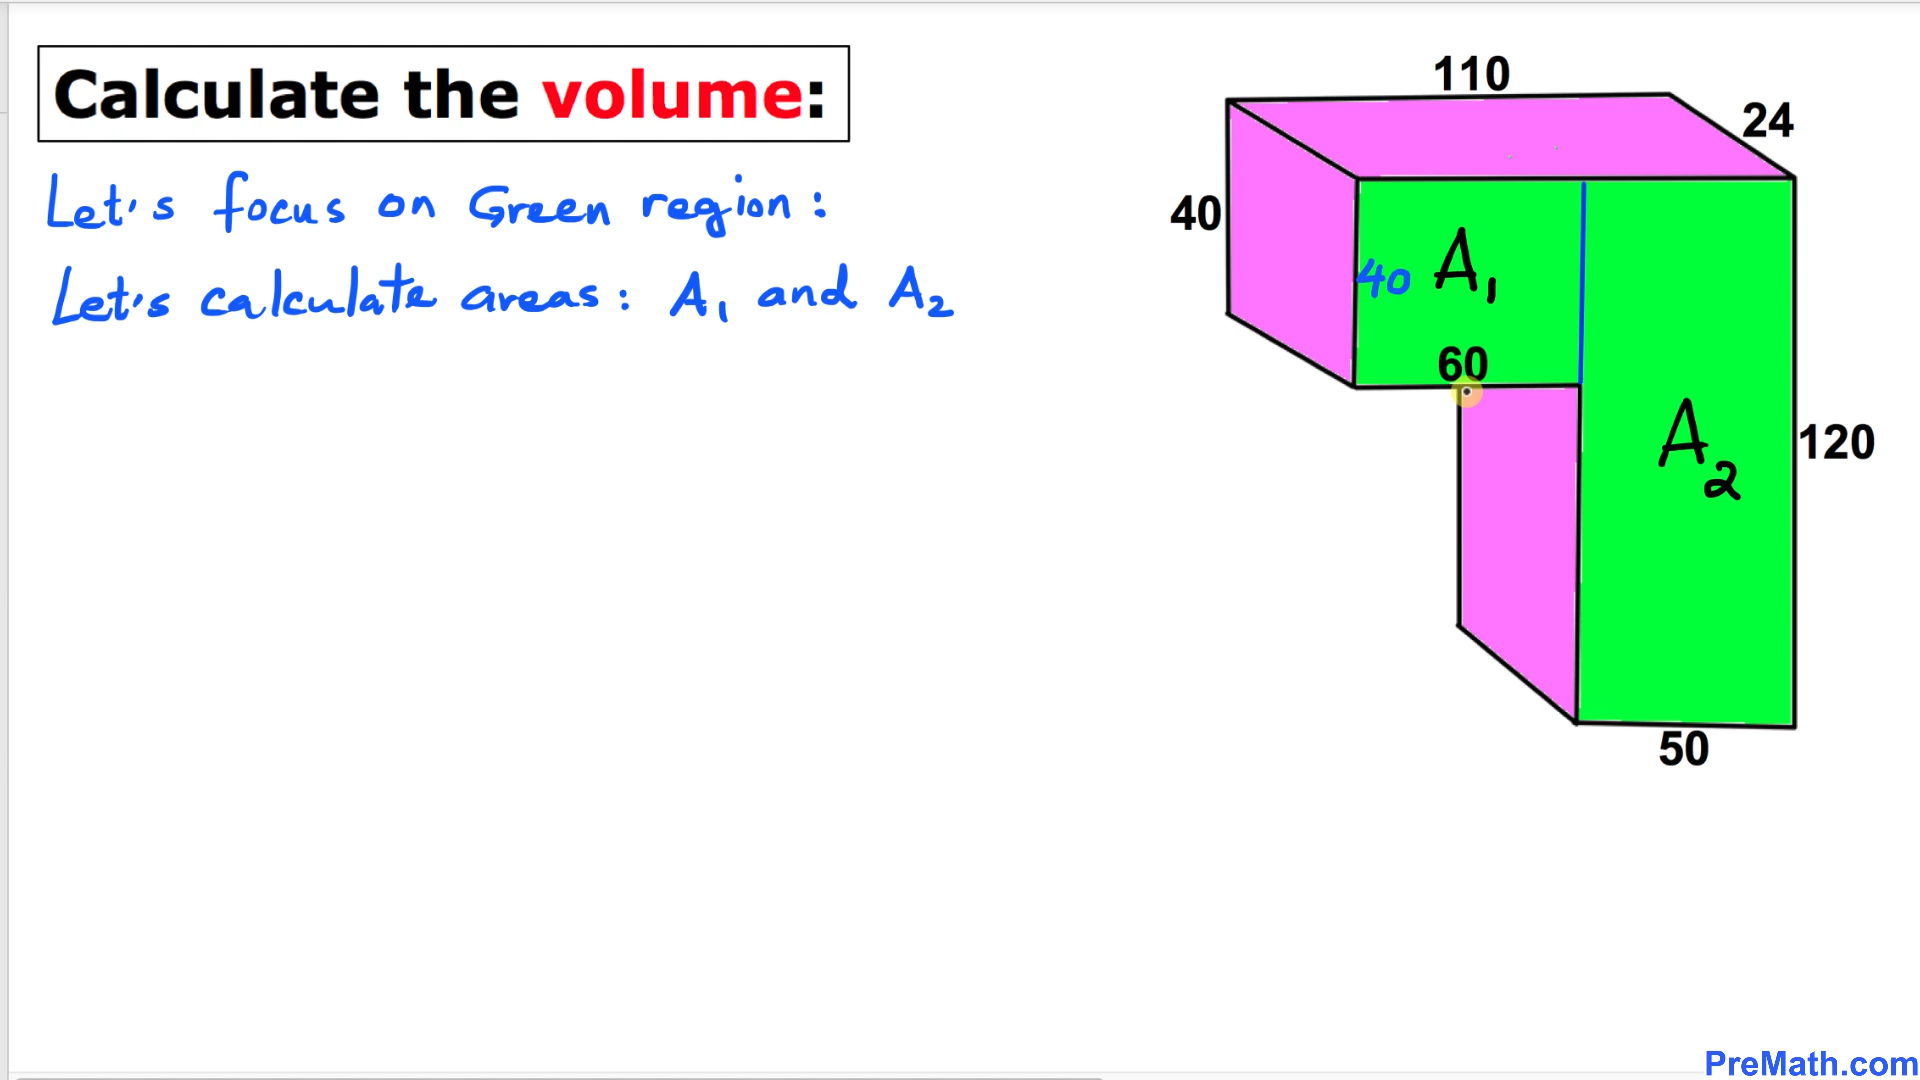 Calculate the volume:
Let's focus on Green region:
Let's calculate areas: A1 and A2
110
24
40
40 A1
60
A2
120
50
PreMath.com